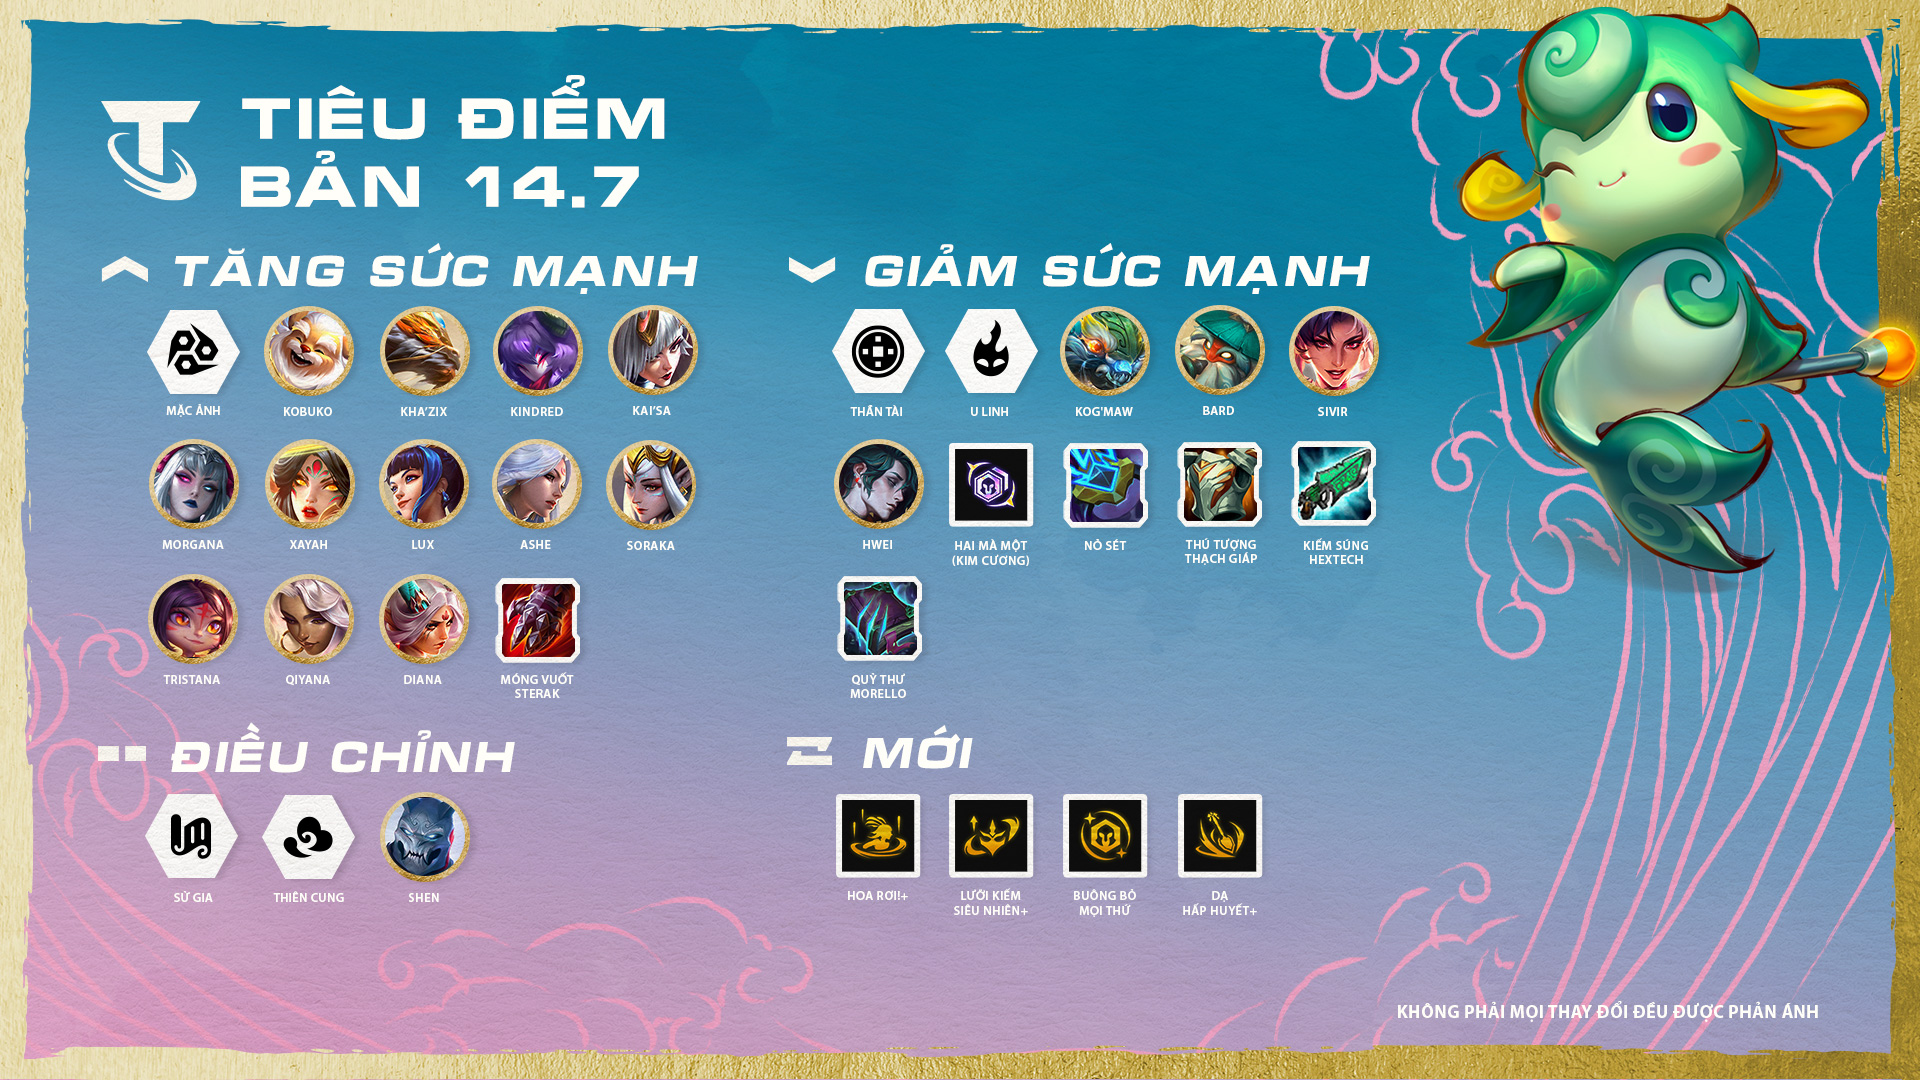 TIÊU ĐIỂM
BẢN 14.7
TĂNG SỨC MẠNH
MẶC ẢNH
KOBUKO
KHA'ZIX
KINDRED
KAI'SA
MORGANA
XAYAH
LUX
ASHE
SORAKA
TRISTANA
QIYANA
DIANA
MÓNG VUỐT
STERAK
GIẢM SỨC MẠNH
THẦN TÀI
U LINH
KOG'MAW
BARD
SIVIR
HWEI
HAI MÀ MỘT
(KIM CƯƠNG)
NỎ SÉT
THÚ TƯỢNG
THẠCH GIÁP
KIẾM SÚNG
HEXTECH
QUỶ THƯ
MORELLO
ĐIỀU CHỈNH
SỨ GIA
THIÊN CUNG
SHEN
MỚI
HOA RƠI!+
LƯỠI KIẾM
SIÊU NHIÊN+
BUÔNG BỎ
MỌI THỨ
DẠ
HẤP HUYẾT+
KHÔNG PHẢI MỌI THAY ĐỔI ĐỀU ĐƯỢC PHẢN ÁNH